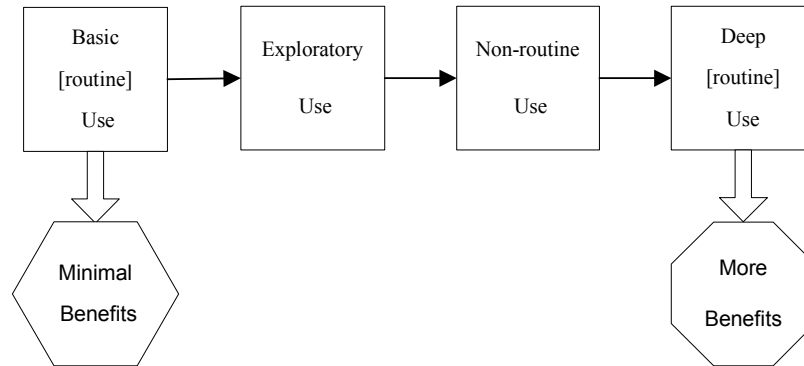 Basic
[routine]
Use
Exploratory
Use
Non-routine
Use
Deep
[routine]
Use
Minimal
Benefits
More
Benefits